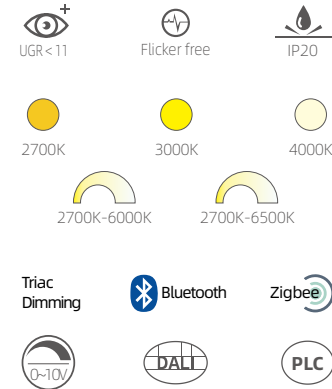 UGR<11 Flicker free IP20
2700K 3000K 4000K
2700K-6000K 2700K-6500K
Triac
Dimming Bluetooth Zigbee
0~10V DALI PLC